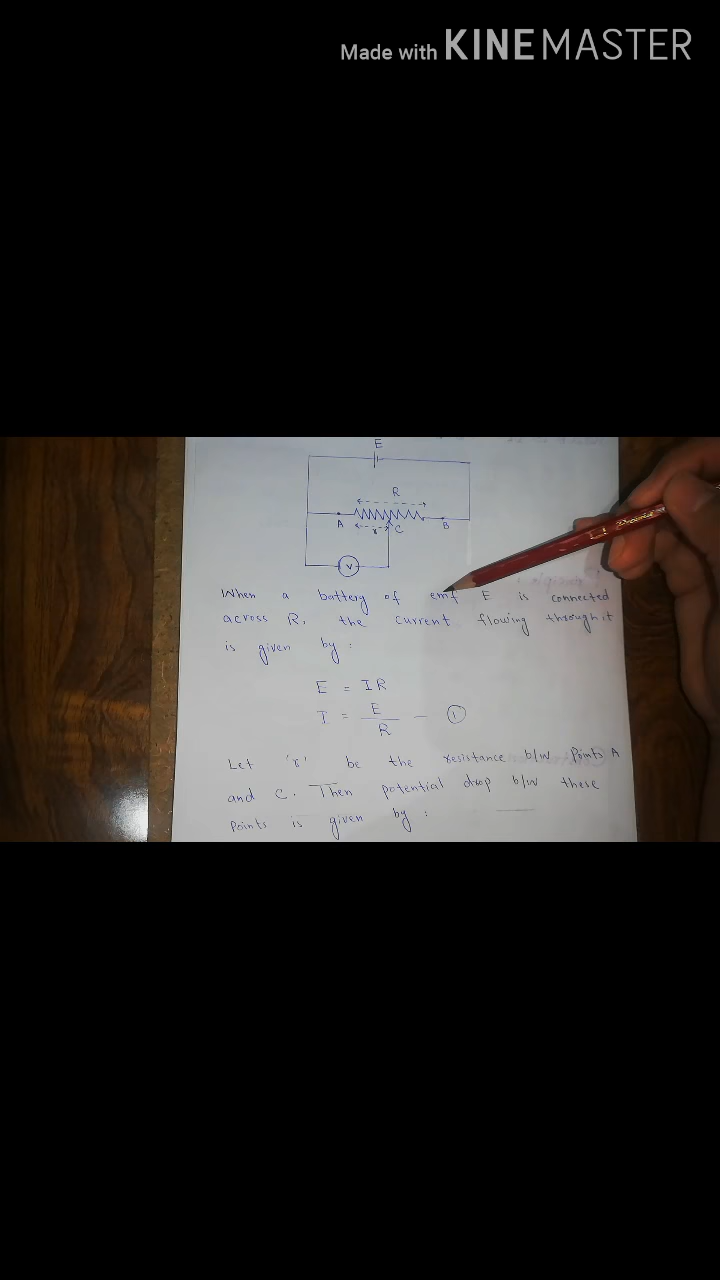 Made with KINEMASTER
E
R
A
r
C
B
V
When a battery of emf E is connected
across R, the current flowing through it
is given by:
E = IR
I = E/R — ①
Let 'r' be the resistance b/w Points A
and C. Then potential drop b/w these
Points is given by: